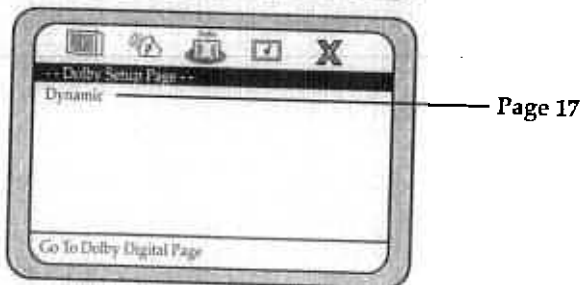 - - Dolby Setup Page - -
Dynamic
Page 17
Go To Dolby Digital Page